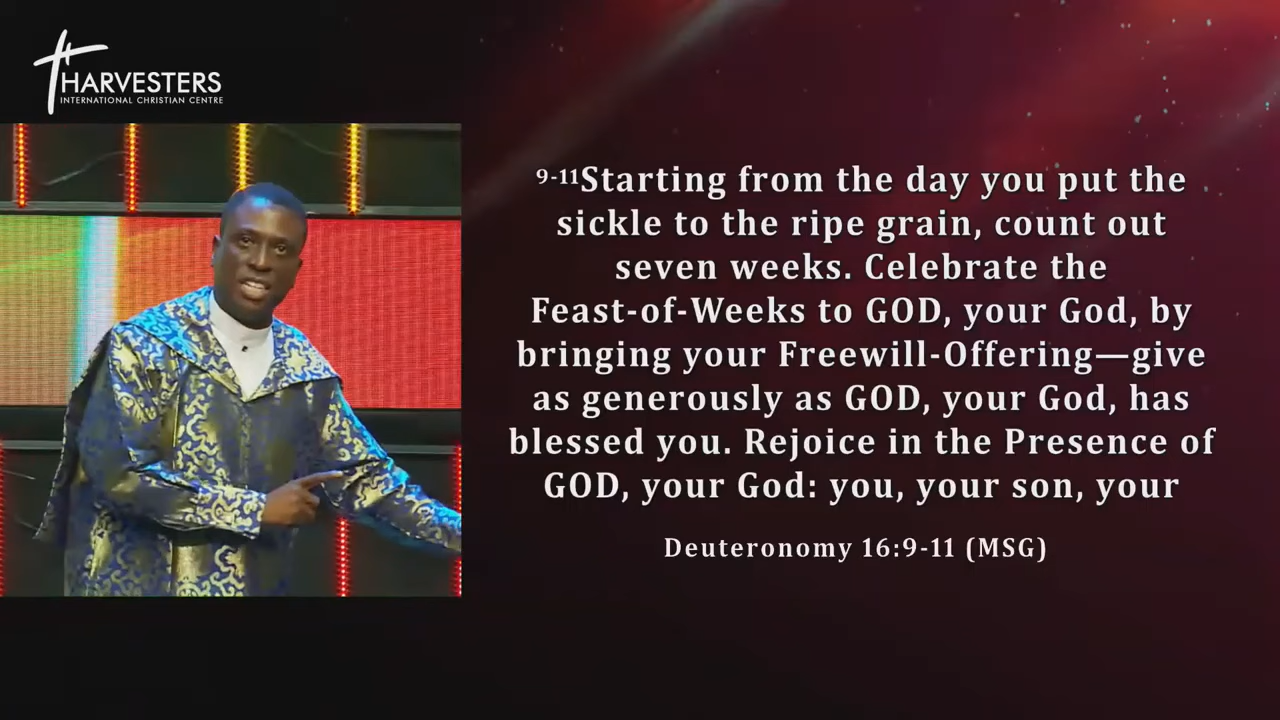 HARVESTERS
INTERNATIONAL CHRISTIAN CENTRE
9-11Starting from the day you put the
sickle to the ripe grain, count out
seven weeks. Celebrate the
Feast-of-Weeks to GOD, your God, by
bringing your Freewill-Offering—give
as generously as GOD, your God, has
blessed you. Rejoice in the Presence of
GOD, your God: you, your son, your
Deuteronomy 16:9-11 (MSG)